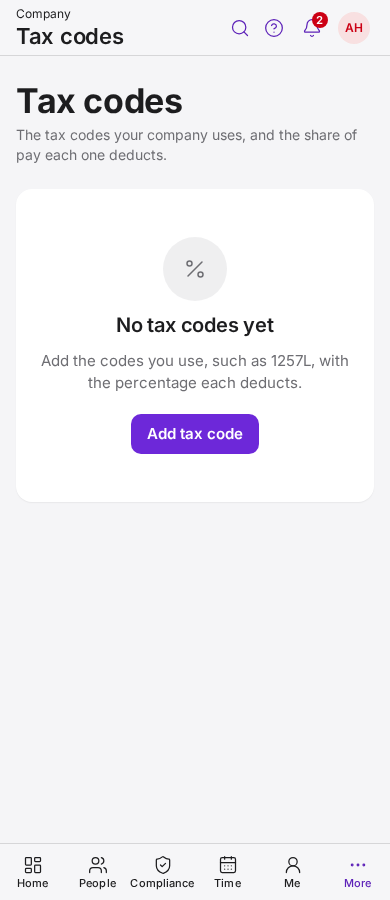 Company
Tax codes
2
AH
Tax codes
The tax codes your company uses, and the share of
pay each one deducts.
No tax codes yet
Add the codes you use, such as 1257L, with
the percentage each deducts.
Add tax code
Home
People
Compliance
Time
Me
More